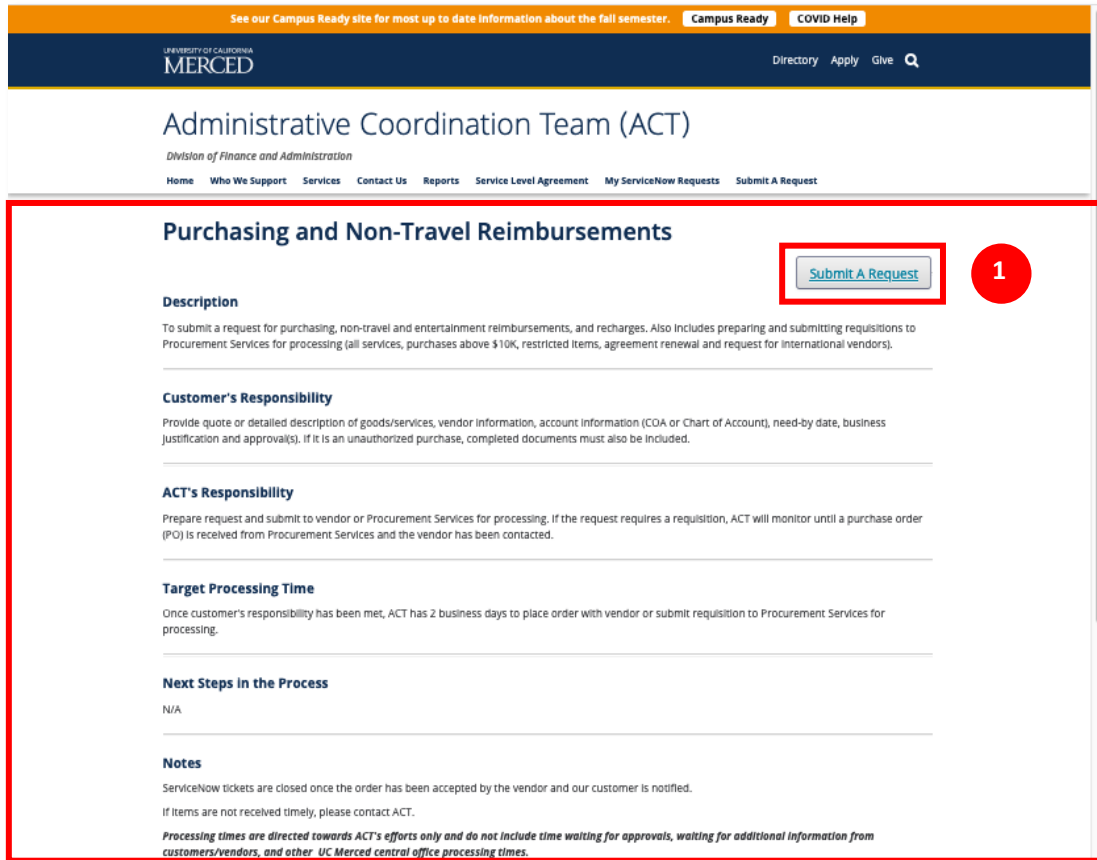 See our Campus Ready site for most up to date information about the fall semester. Campus Ready COVID Help
UNIVERSITY OF CALIFORNIA
MERCED
Directory Apply Give
Administrative Coordination Team (ACT)
Division of Finance and Administration
Home Who We Support Services Contact Us Reports Service Level Agreement My ServiceNow Requests Submit A Request
Purchasing and Non-Travel Reimbursements
Submit A Request
1
Description
To submit a request for purchasing, non-travel and entertainment reimbursements, and recharges. Also includes preparing and submitting requisitions to
Procurement Services for processing (all services, purchases above $10K, restricted items, agreement renewal and request for international vendors).
Customer's Responsibility
Provide quote or detailed description of goods/services, vendor information, account information (COA or Chart of Account), need-by date, business
justification and approval(s). If it is an unauthorized purchase, completed documents must also be included.
ACT's Responsibility
Prepare request and submit to vendor or Procurement Services for processing. If the request requires a requisition, ACT will monitor until a purchase order
(PO) is received from Procurement Services and the vendor has been contacted.
Target Processing Time
Once customer's responsibility has been met, ACT has 2 business days to place order with vendor or submit requisition to Procurement Services for
processing.
Next Steps in the Process
N/A
Notes
ServiceNow tickets are closed once the order has been accepted by the vendor and our customer is notified.
If items are not received timely, please contact ACT.
Processing times are directed towards ACT's efforts only and do not include time waiting for approvals, waiting for additional information from
customers/vendors, and other UC Merced central office processing times.